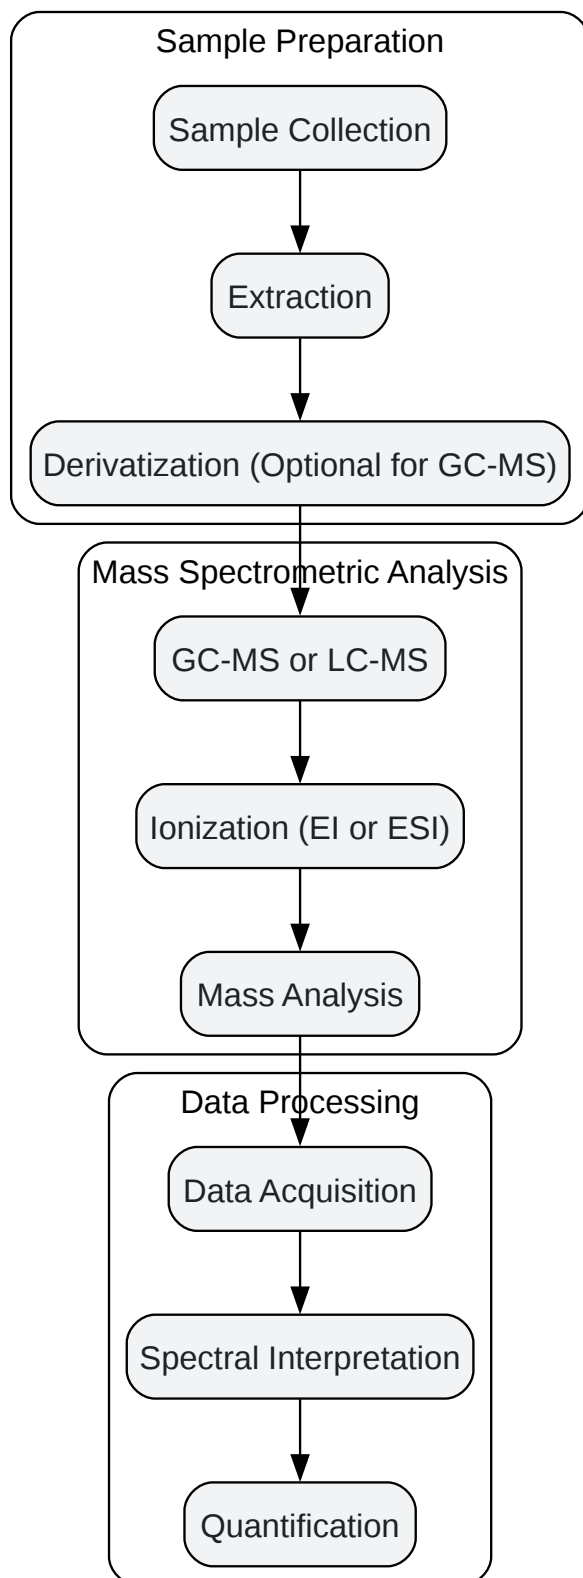 Sample Preparation
Sample Collection
Extraction
Derivatization (Optional for GC-MS)
Mass Spectrometric Analysis
GC-MS or LC-MS
Ionization (EI or ESI)
Mass Analysis
Data Processing
Data Acquisition
Spectral Interpretation
Quantification